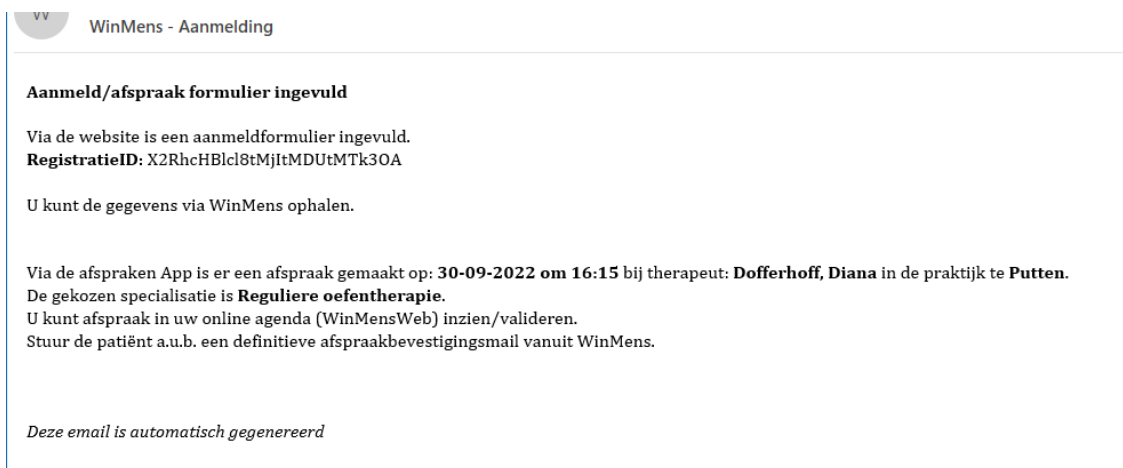 W
WinMens - Aanmelding
Aanmeld/afspraak formulier ingevuld
Via de website is een aanmeldformulier ingevuld.
RegistratieID: X2RhcHBlcl8tMjItMDUtMTk3OA
U kunt de gegevens via WinMens ophalen.
Via de afspraken App is er een afspraak gemaakt op: 30-09-2022 om 16:15 bij therapeut: Dofferhoff, Diana in de praktijk te Putten.
De gekozen specialisatie is Reguliere oefentherapie.
U kunt afspraak in uw online agenda (WinMensWeb) inzien/valideren.
Stuur de patiënt a.u.b. een definitieve afspraakbevestigingsmail vanuit WinMens.
Deze email is automatisch gegenereerd